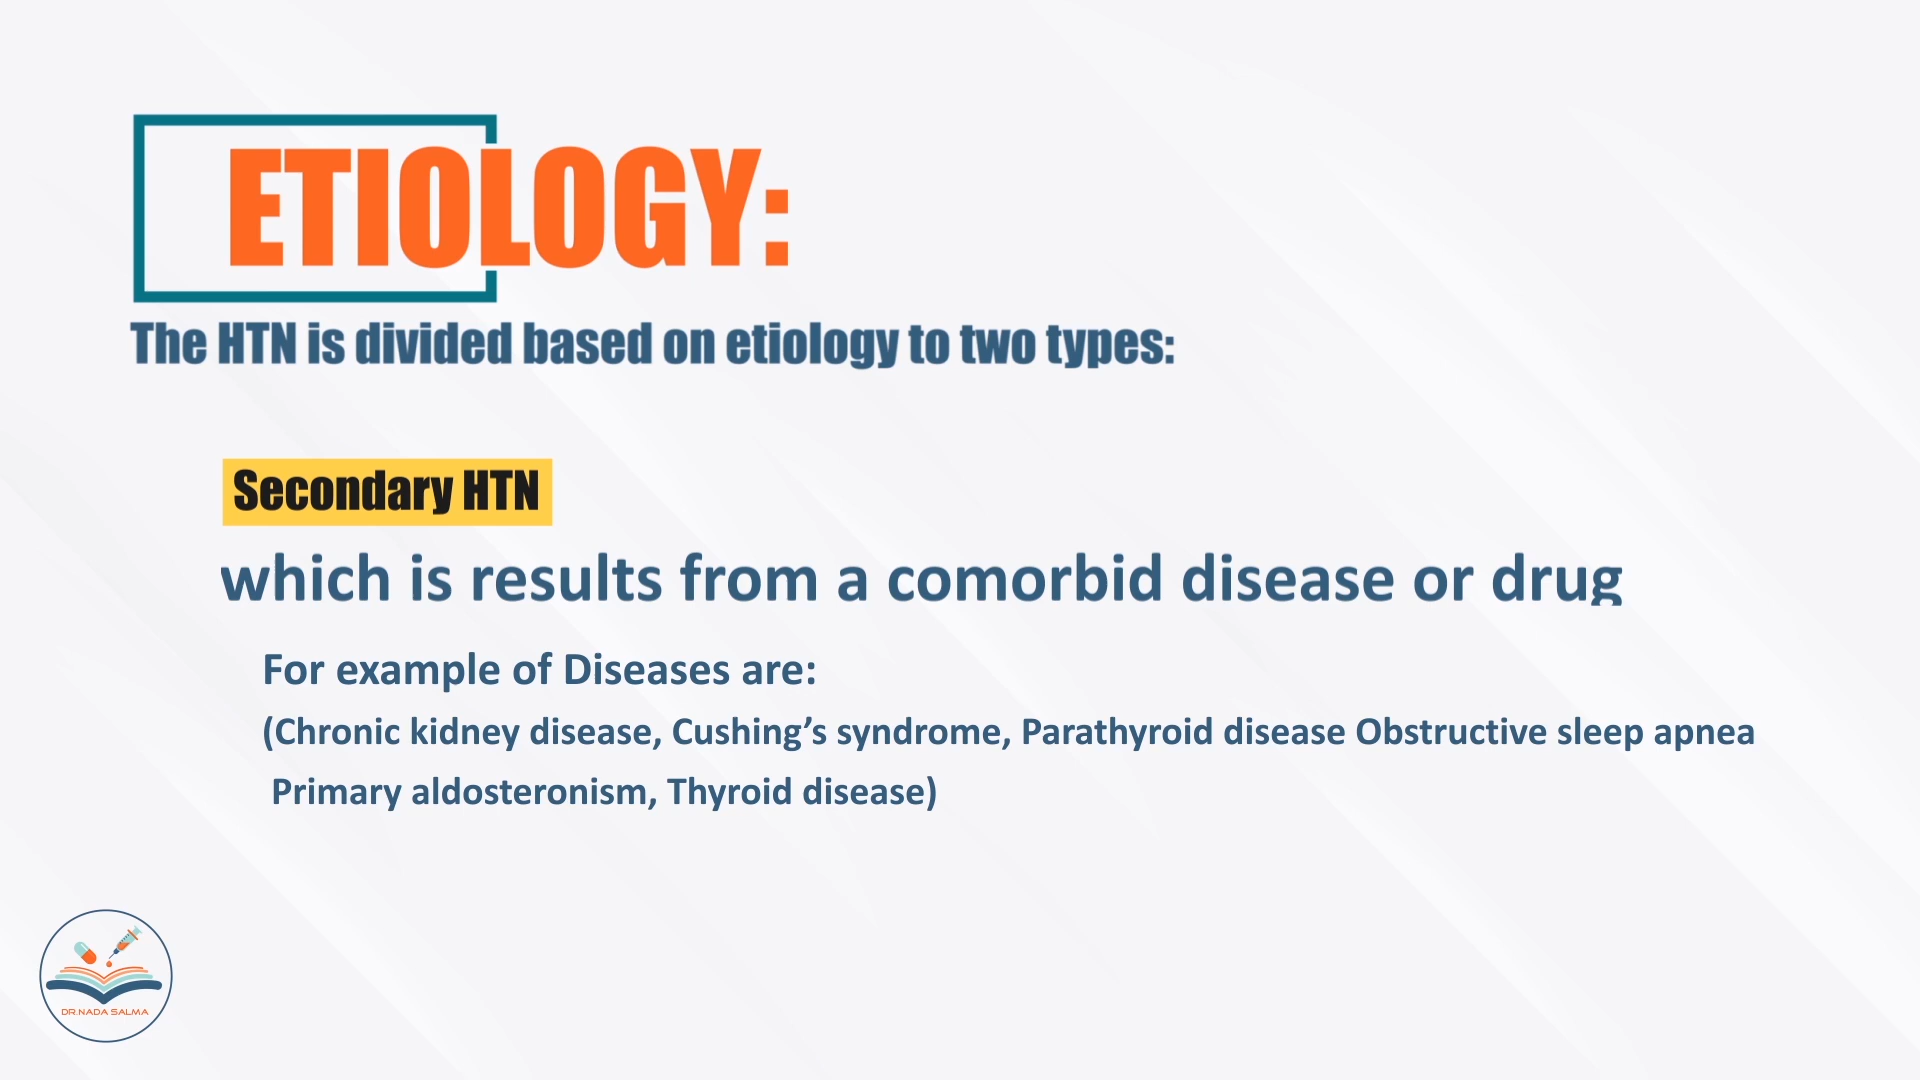 ETIOLOGY:
The HTN is divided based on etiology to two types:
Secondary HTN
which is results from a comorbid disease or drug
For example of Diseases are:
(Chronic kidney disease, Cushing’s syndrome, Parathyroid disease Obstructive sleep apnea
Primary aldosteronism, Thyroid disease)
DR.NADA SALMA